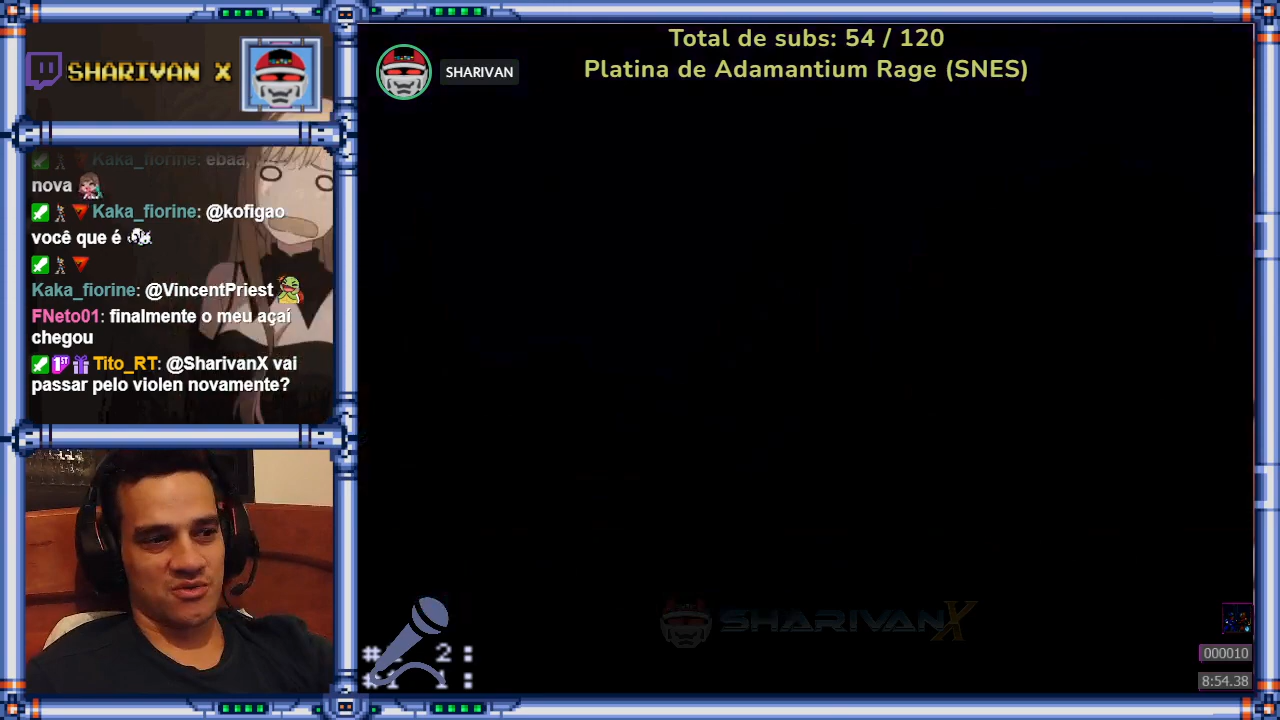 SHARIVAN X
Kaka_fiorine: ebaa,
nova
Kaka_fiorine: @kofigao
você que é
Kaka_fiorine: @VincentPriest
FNeto01: finalmente o meu açaí
chegou
Tito_RT: @SharivanX vai
passar pelo violen novamente?
SHARIVAN
Total de subs: 54 / 120
Platina de Adamantium Rage (SNES)
SHARIVANX
2 :
000010
8:54.38